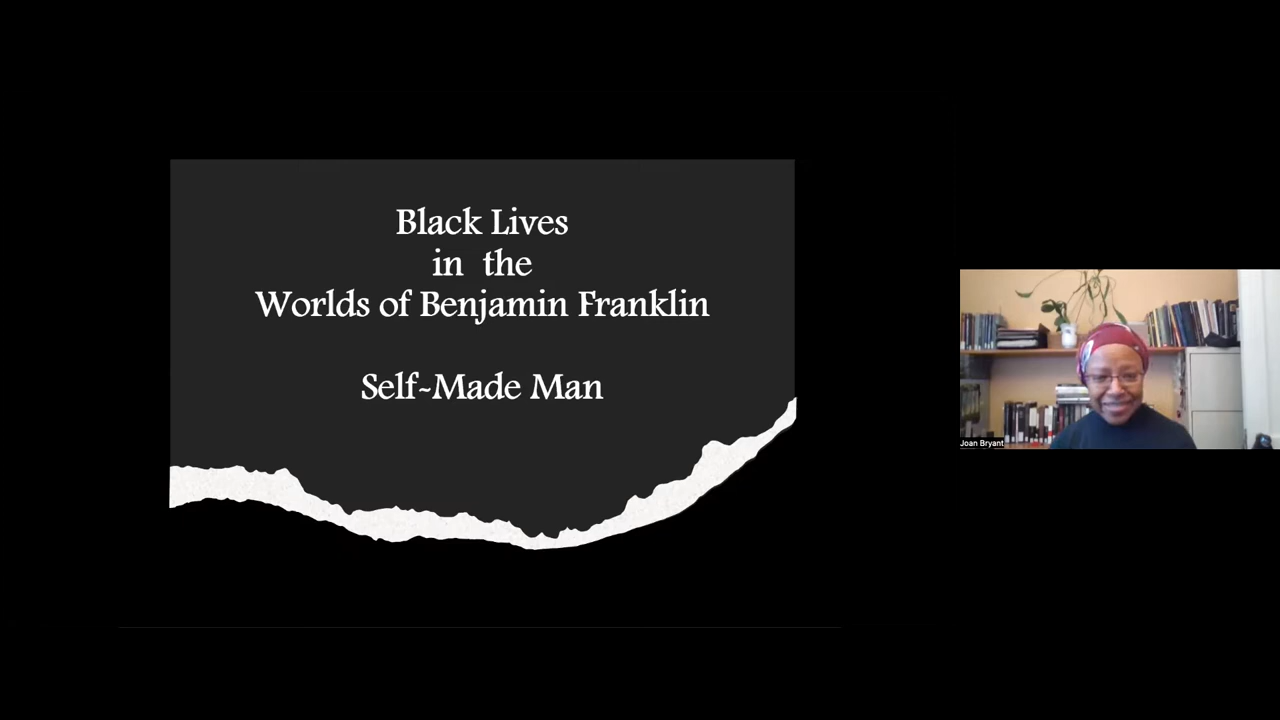 Black Lives
in the
Worlds of Benjamin Franklin
Self-Made Man
Joan Bryant